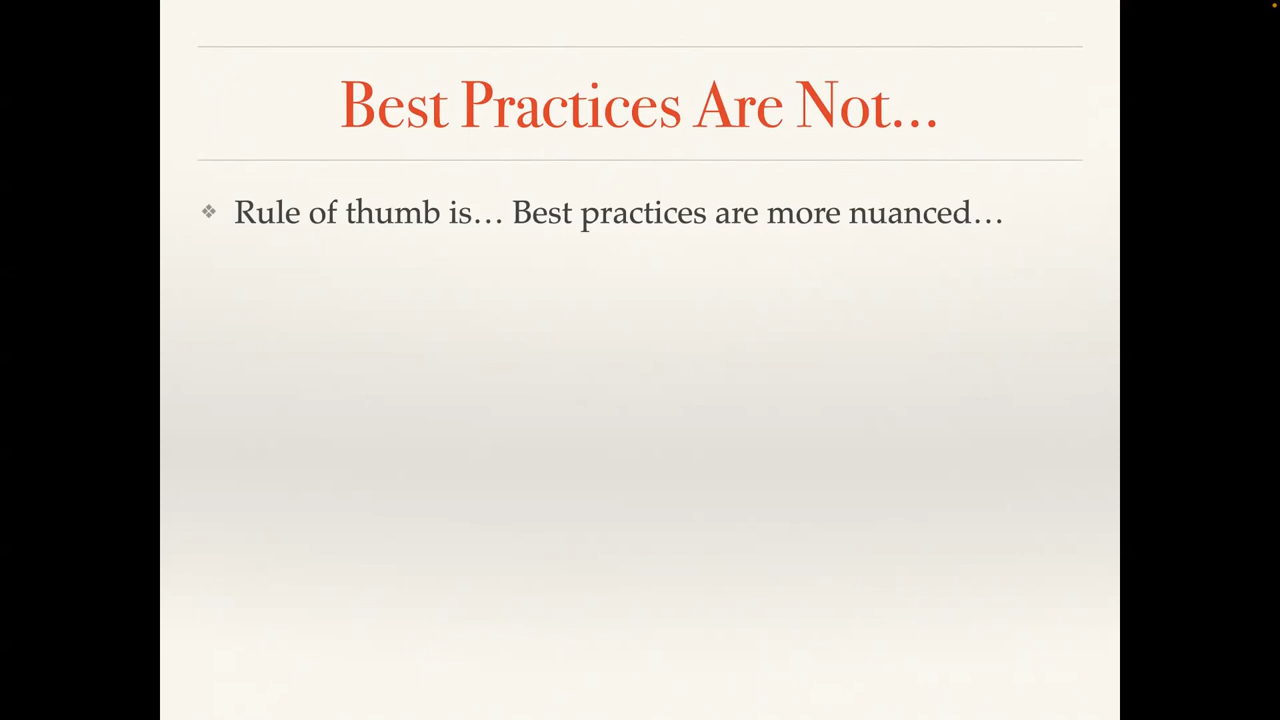 Best Practices Are Not…
Rule of thumb is… Best practices are more nuanced…